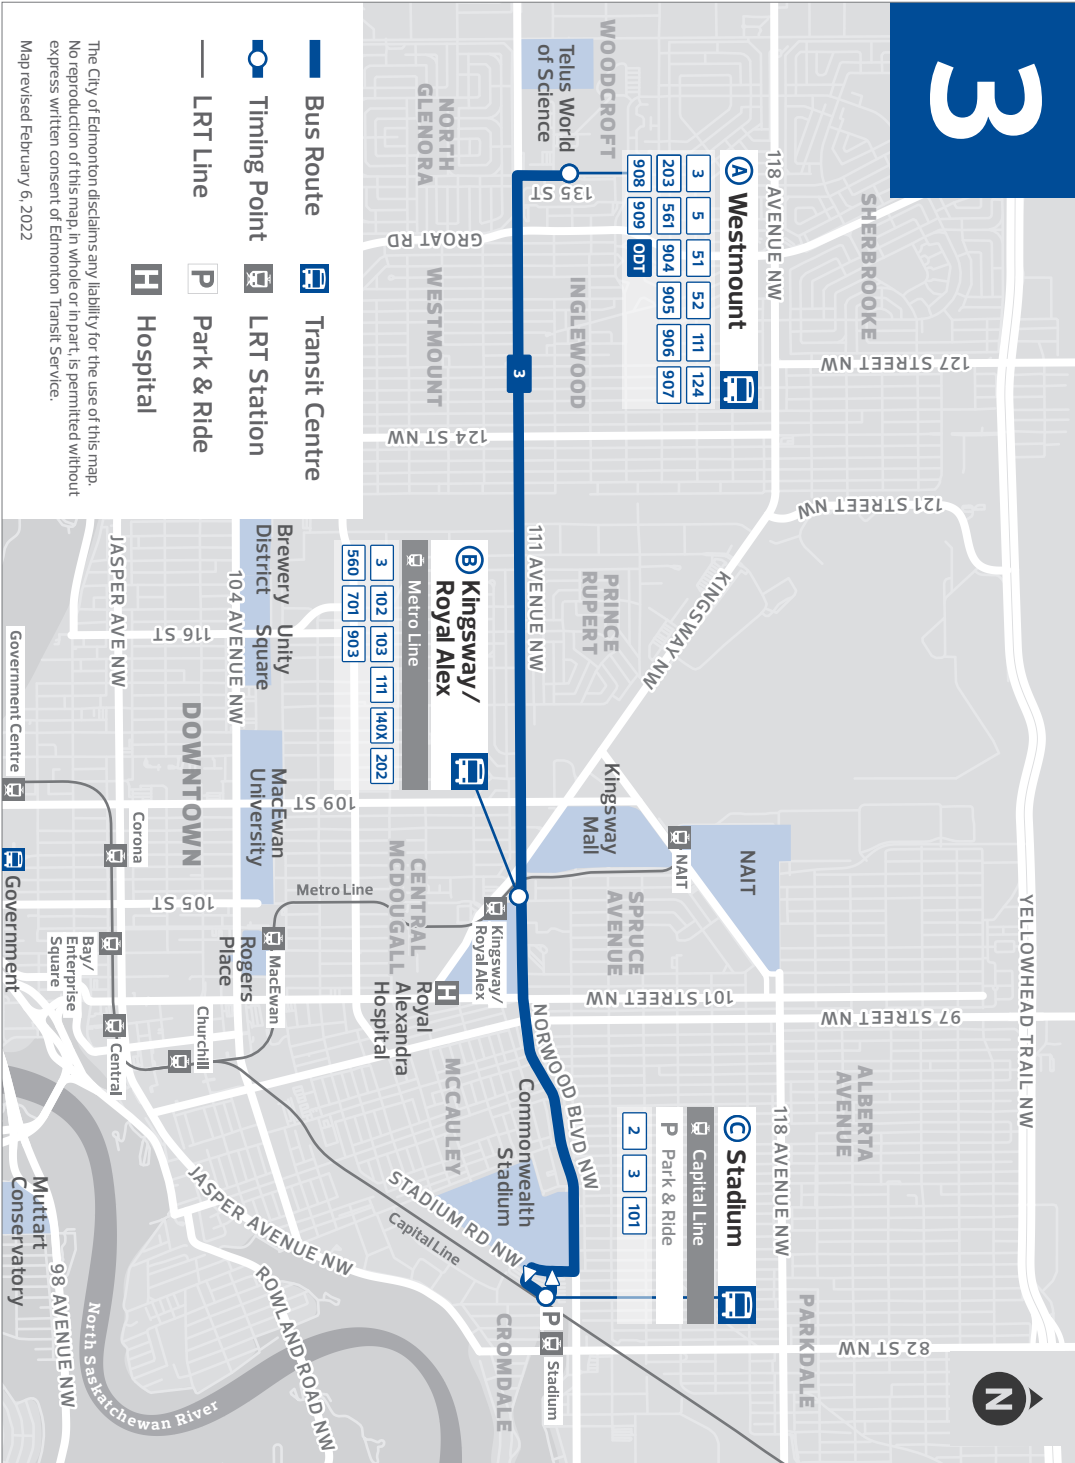 3
SHERBROOKE
118 AVENUE NW
127 STREET NW
121 STREET NW
YELLOWHEAD TRAIL NW
WOODCROFT
Telus World
of Science
135 ST
A Westmount
3 5 51 52 111 124
203 561 904 905 906 907
908 909 ODT
NORTH
GLENORA
GROAT RD
WESTMOUNT
INGLEWOOD
3
124 ST NW
111 AVENUE NW
PRINCE
RUPERT
KINGSWAY NW
B Kingsway/
Royal Alex
Metro Line
3 102 103 111 140X 202
560 701 903
Kingsway
Mall
NAIT
NAIT
SPRUCE
AVENUE
109 ST
CENTRAL
MCDOUGALL
Kingsway/
Royal Alex
H
Royal
Alexandra
Hospital
101 STREET NW
97 STREET NW
ALBERTA
AVENUE
118 AVENUE NW
NORWOOD BLVD NW
C Stadium
Capital Line
P Park & Ride
2 3 101
Commonwealth
Stadium
MCCAULEY
STADIUM RD NW
Capital Line
P
Stadium
CROMDALE
82 ST NW
PARKDALE
N
Brewery
District
Unity
Square
104 AVENUE NW
116 ST
JASPER AVE NW
DOWNTOWN
MacEwan
University
Metro Line
105 ST
Rogers
Place
MacEwan
Churchill
Corona
Bay/
Enterprise
Square
Central
Government Centre
Government
JASPER AVENUE NW
ROWLAND ROAD NW
Muttart
Conservatory
98 AVENUE NW
North Saskatchewan River
Bus Route
Timing Point
LRT Line
Transit Centre
LRT Station
P Park & Ride
H Hospital
The City of Edmonton disclaims any liability for the use of this map.
No reproduction of this map, in whole or in part, is permitted without
express written consent of Edmonton Transit Service.
Map revised February 6, 2022